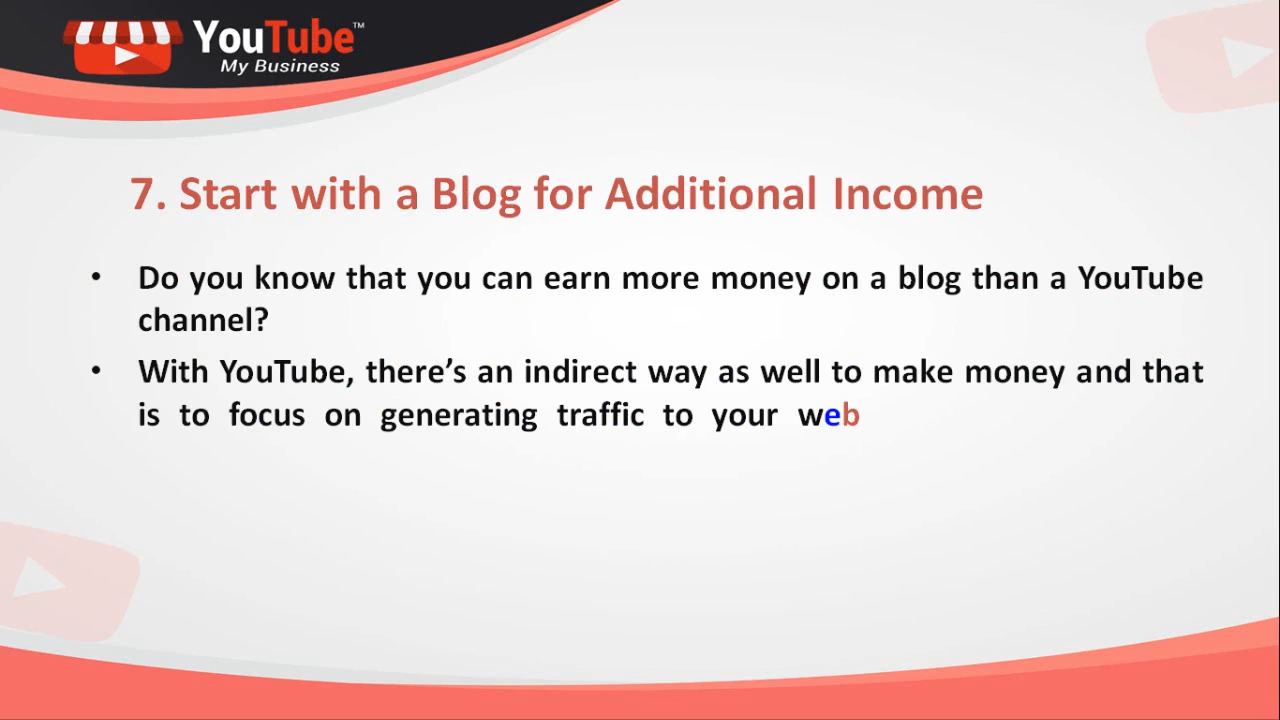 YouTube™
My Business
7. Start with a Blog for Additional Income
• Do you know that you can earn more money on a blog than a YouTube
channel?
• With YouTube, there’s an indirect way as well to make money and that
is to focus on generating traffic to your web